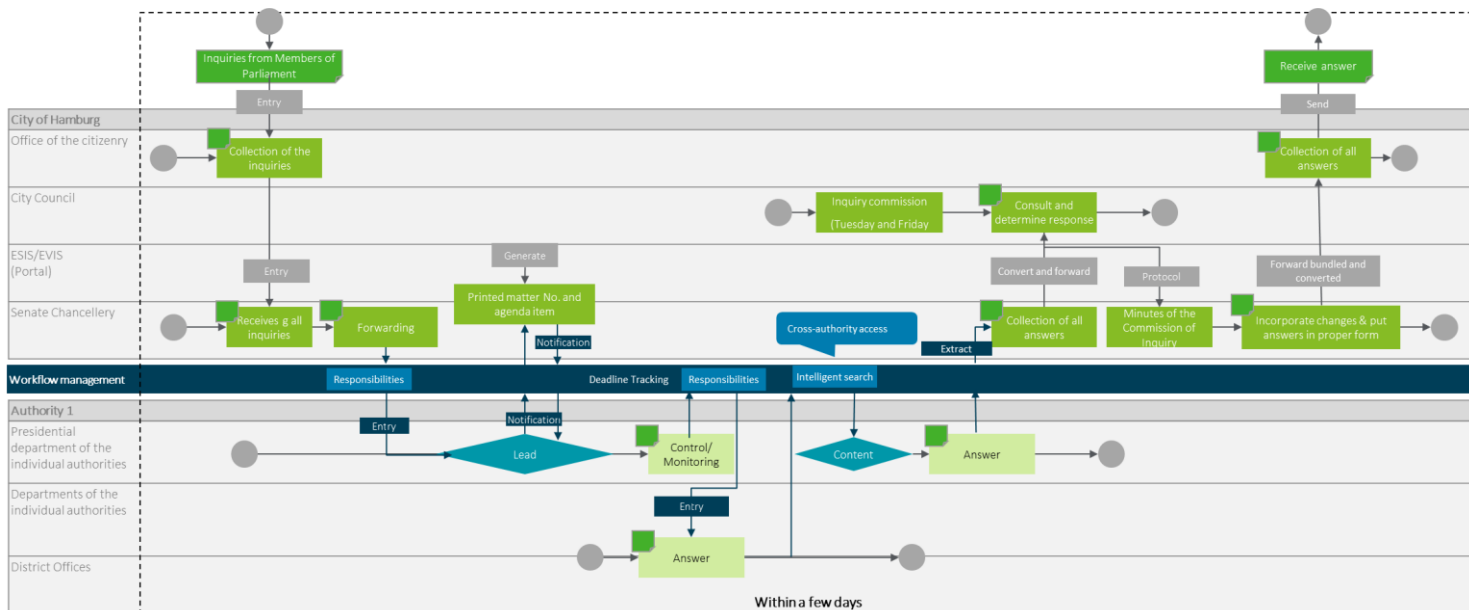 Inquiries from Members of
Parliament
Receive answer
Entry
Send
City of Hamburg
Office of the citizenry
Collection of the
inquiries
Collection of all
answers
City Council
Inquiry commission
(Tuesday and Friday
Consult and
determine response
ESIS/EVIS
(Portal)
Entry
Generate
Convert and forward
Protocol
Forward bundled and
converted
Senate Chancellery
Receives g all
inquiries
Forwarding
Printed matter No. and
agenda item
Notification
Cross-authority access
Extract
Collection of all
answers
Minutes of the
Commission of
Inquiry
Incorporate changes & put
answers in proper form
Workflow management
Responsibilities
Deadline Tracking
Responsibilities
Intelligent search
Authority 1
Presidential
department of the
individual authorities
Entry
Notification
Lead
Control/
Monitoring
Content
Answer
Departments of the
individual authorities
Entry
Answer
District Offices
Within a few days